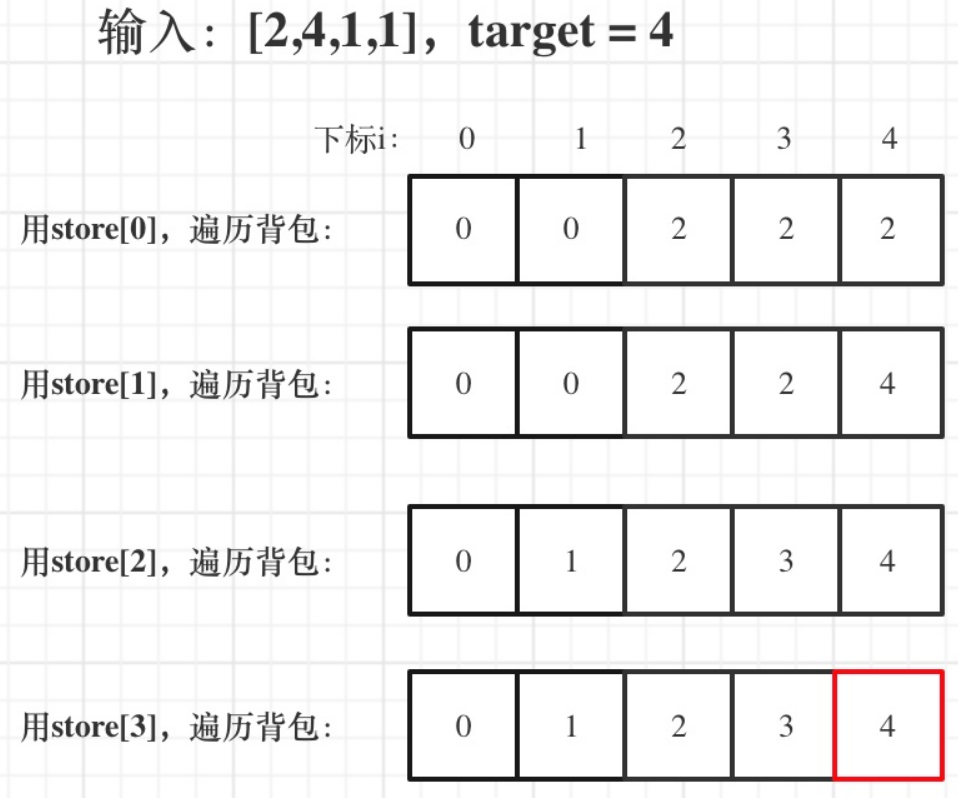 输入：[2,4,1,1]，target = 4
下标i： 0 1 2 3 4
用store[0]，遍历背包： 0 0 2 2 2
用store[1]，遍历背包： 0 0 2 2 4
用store[2]，遍历背包： 0 1 2 3 4
用store[3]，遍历背包： 0 1 2 3 4